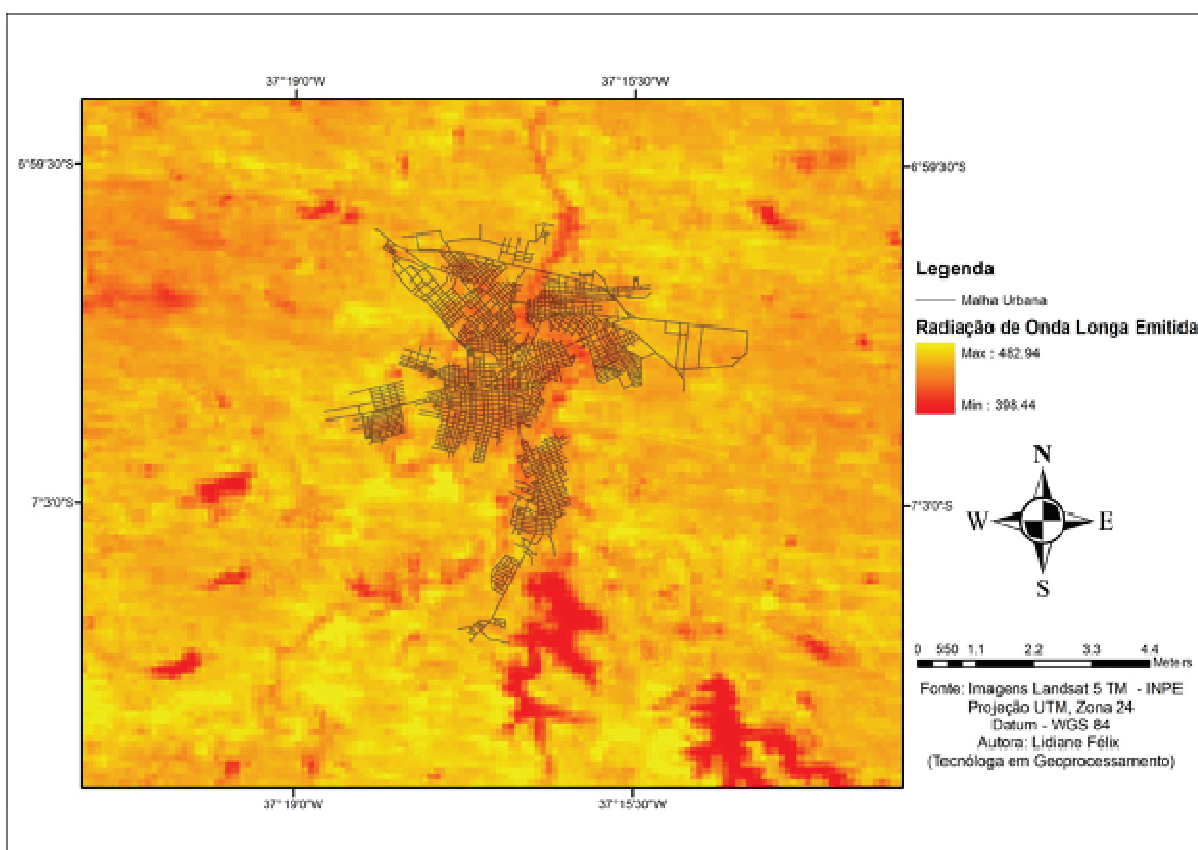 37°19'0"W
37°15'30"W
6°59'30"S
6°59'30"S
Legenda
Malha Urbana
Radiação de Onda Longa Emitida
Max : 482.94
Min : 398.44
7°3'0"S
7°3'0"S
N
W
E
S
0 550 1.1 2.2 3.3 4.4
Meters
Fonte: Imagens Landsat 5 TM - INPE
Projeção UTM, Zona 24
Datum - WGS 84
Autora: Lidiane Félix
(Tecnóloga em Geoprocessamento)
37°19'0"W
37°15'30"W